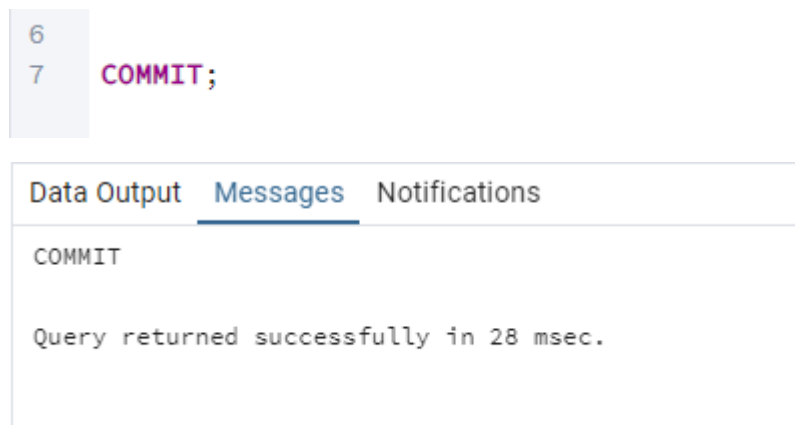 6
7 COMMIT;
Data Output Messages Notifications
COMMIT
Query returned successfully in 28 msec.